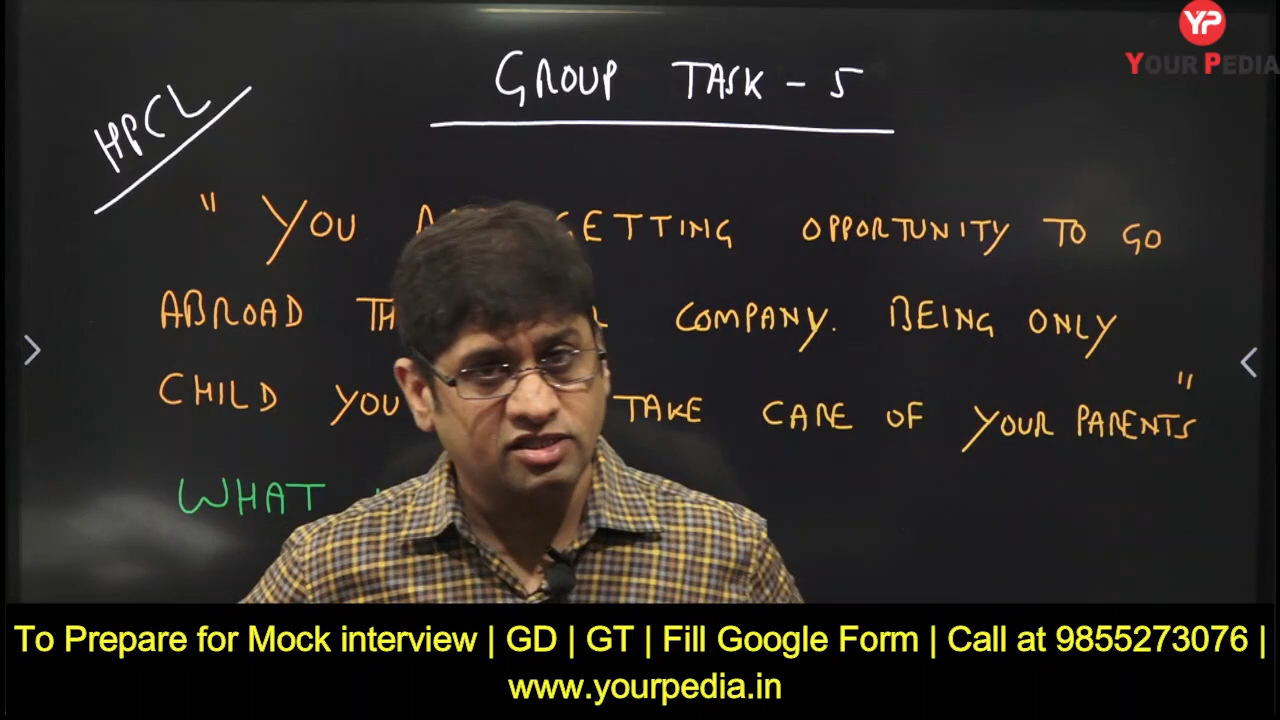 YP
YOUR PEDIA
GROUP TASK - 5
HPCL
" YOU GETTING OPPORTUNITY TO GO
ABROAD COMPANY. BEING ONLY
CHILD YOU TAKE CARE OF YOUR PARENTS "
WHAT
To Prepare for Mock interview | GD | GT | Fill Google Form | Call at 9855273076 |
www.yourpedia.in